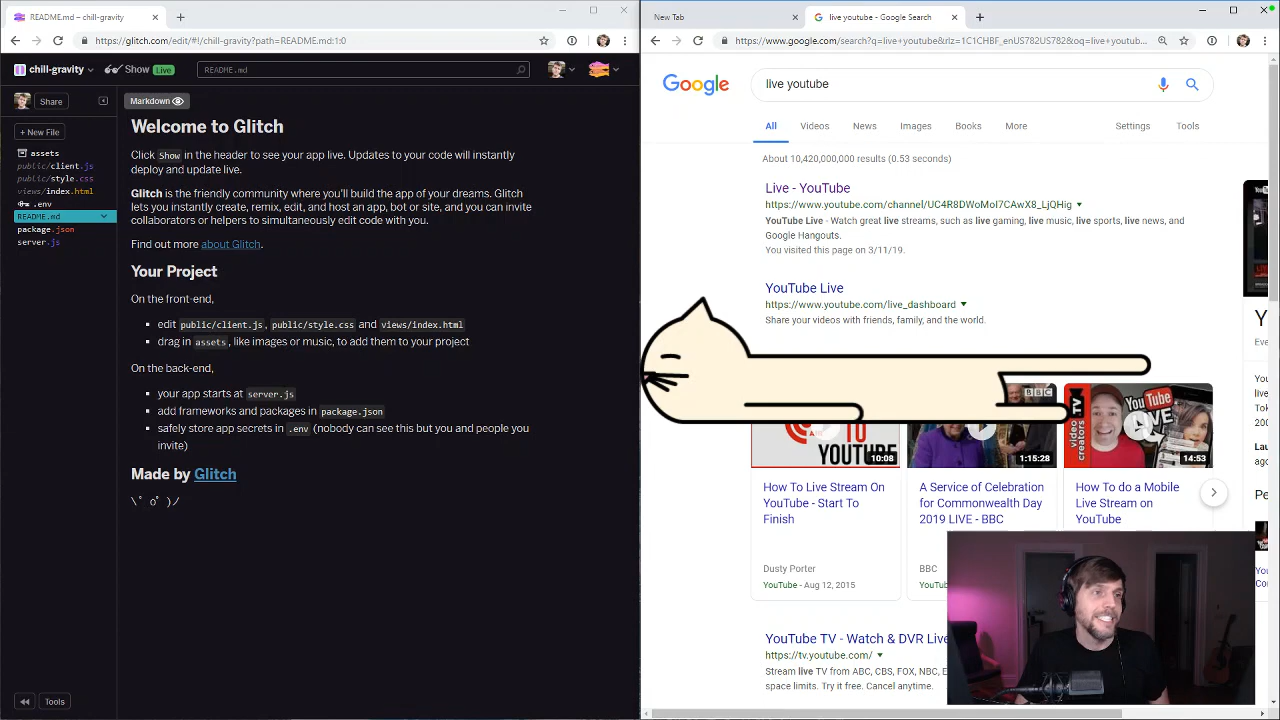 README.md – chill-gravity
https://glitch.com/edit/#!/chill-gravity?path=README.md:1:0
chill-gravity
Show
Live
README.md
Share
+ New File
assets
public/client.js
public/style.css
views/index.html
.env
README.md
package.json
server.js
Tools
Markdown
Welcome to Glitch
Click Show in the header to see your app live. Updates to your code will instantly
deploy and update live.
Glitch is the friendly community where you'll build the app of your dreams. Glitch
lets you instantly create, remix, edit, and host an app, bot or site, and you can invite
collaborators or helpers to simultaneously edit code with you.
Find out more about Glitch.
Your Project
On the front-end,
edit public/client.js, public/style.css and views/index.html
drag in assets, like images or music, to add them to your project
On the back-end,
your app starts at server.js
add frameworks and packages in package.json
safely store app secrets in .env (nobody can see this but you and people you
invite)
Made by Glitch
\ ゜o゜)ノ
New Tab
live youtube - Google Search
https://www.google.com/search?q=live+youtube&rlz=1C1CHBF_enUS782US782&oq=live+youtub...
Google
live youtube
All
Videos
News
Images
Books
More
Settings
Tools
About 10,420,000,000 results (0.53 seconds)
Live - YouTube
https://www.youtube.com/channel/UC4R8DWoMoI7CAwX8_LjQHig
YouTube Live - Watch great live streams, such as live gaming, live music, live sports, live news, and
Google Hangouts.
You visited this page on 3/11/19.
YouTube Live
https://www.youtube.com/live_dashboard
Share your videos with friends, family, and the world.
TO
YOUTUBE
10:08
BBC
1:15:28
video creators TV
YouTube
14:53
How To Live Stream On
YouTube - Start To
Finish
Dusty Porter
YouTube - Aug 12, 2015
A Service of Celebration
for Commonwealth Day
2019 LIVE - BBC
BBC
YouTu
How To do a Mobile
Live Stream on
YouTube
YouTube TV - Watch & DVR Live
https://tv.youtube.com/
Stream live TV from ABC, CBS, FOX, NBC, E
space limits. Try it free. Cancel anytime.